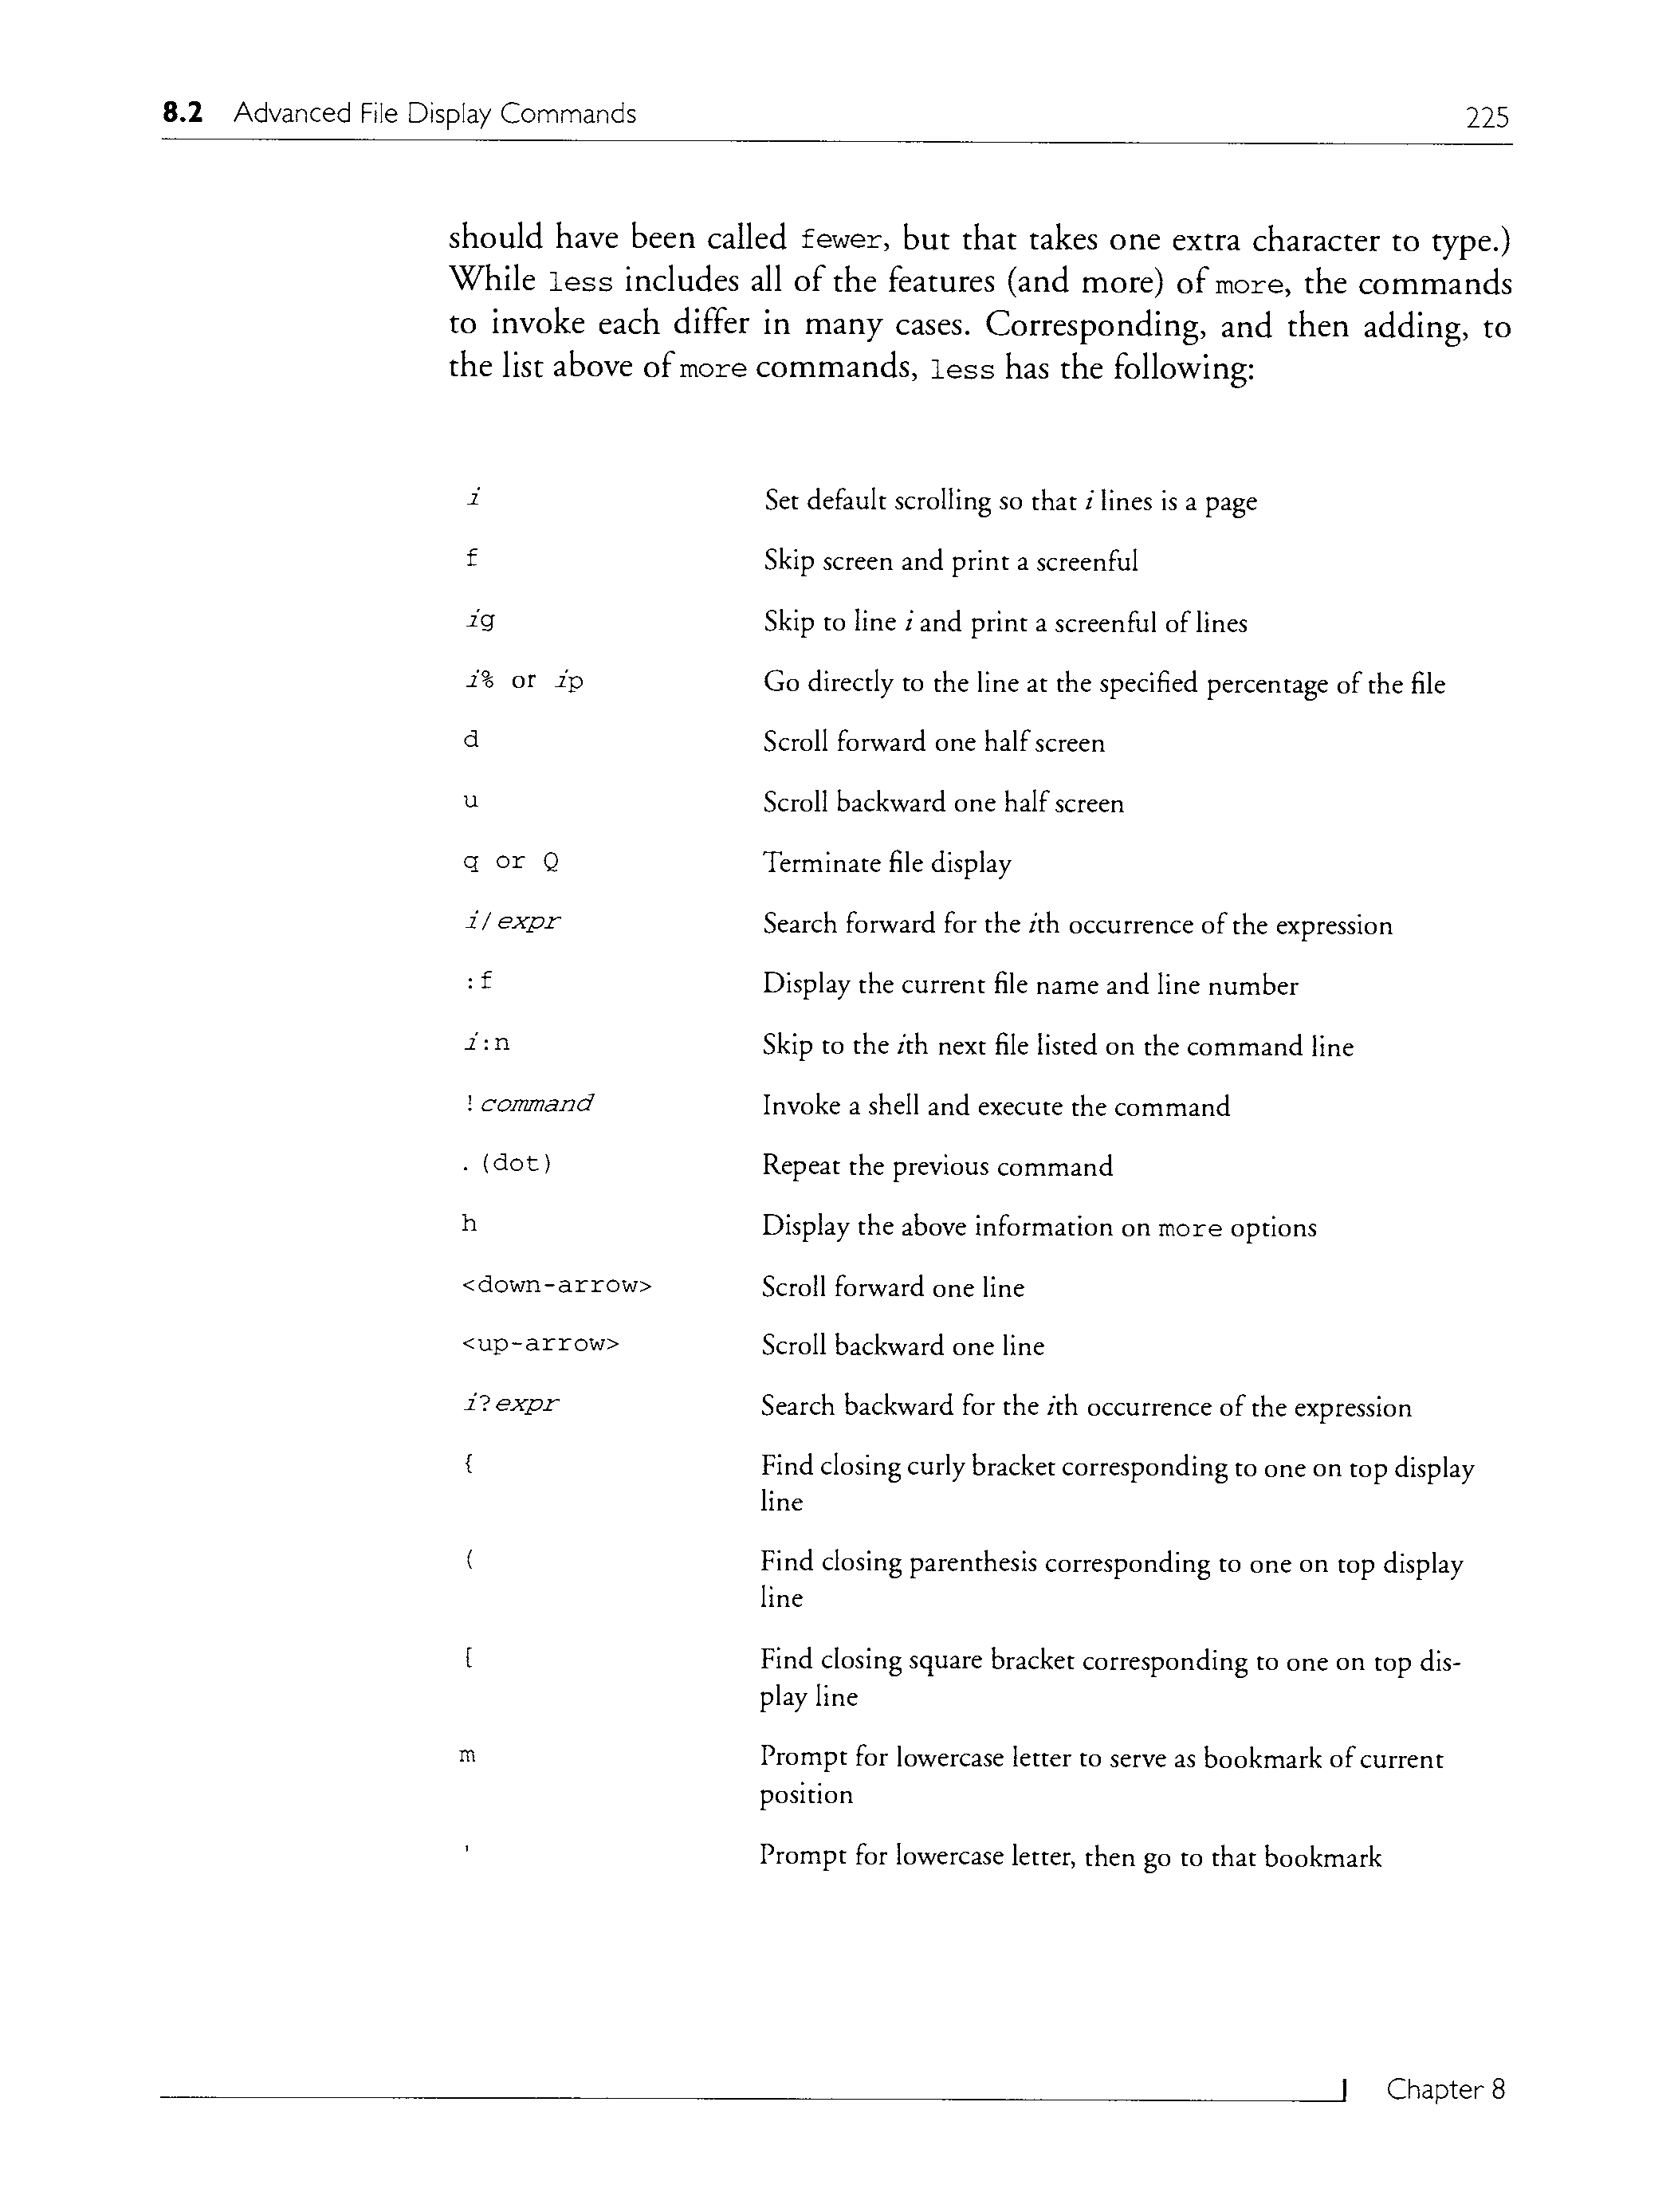 8.2 Advanced File Display Commands 225
should have been called fewer, but that takes one extra character to type.)
While less includes all of the features (and more) of more, the commands
to invoke each differ in many cases. Corresponding, and then adding, to
the list above of more commands, less has the following:
i Set default scrolling so that i lines is a page
f Skip screen and print a screenful
ig Skip to line i and print a screenful of lines
i% or ip Go directly to the line at the specified percentage of the file
d Scroll forward one half screen
u Scroll backward one half screen
q or Q Terminate file display
i/expr Search forward for the ith occurrence of the expression
:f Display the current file name and line number
i:n Skip to the ith next file listed on the command line
!command Invoke a shell and execute the command
. (dot) Repeat the previous command
h Display the above information on more options
<down-arrow> Scroll forward one line
<up-arrow> Scroll backward one line
i?expr Search backward for the ith occurrence of the expression
{ Find closing curly bracket corresponding to one on top display
line
( Find closing parenthesis corresponding to one on top display
line
[ Find closing square bracket corresponding to one on top dis-
play line
m Prompt for lowercase letter to serve as bookmark of current
position
' Prompt for lowercase letter, then go to that bookmark
Chapter 8